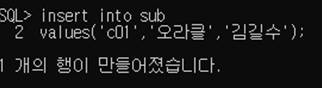 SQL> insert into sub
2 values('c01','오라클','김길수');
1 개의 행이 만들어졌습니다.